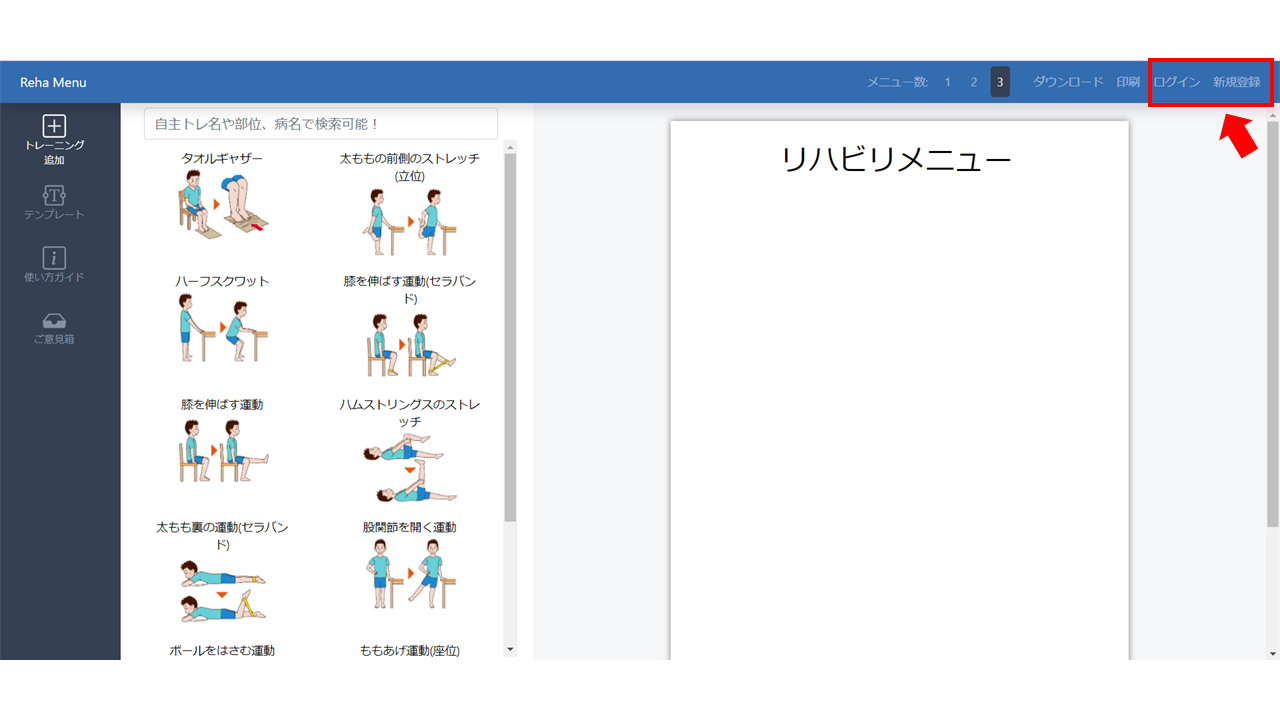 Reha Menu
メニュー数: 1 2 3 ダウンロード 印刷 ログイン 新規登録
トレーニング
追加
テンプレート
使い方ガイド
ご意見箱
自主トレ名や部位、病名で検索可能！
タオルギャザー
太ももの前側のストレッチ
(立位)
ハーフスクワット
膝を伸ばす運動(セラバン
ド)
膝を伸ばす運動
ハムストリングスのストレ
ッチ
太もも裏の運動(セラバン
ド)
股関節を開く運動
ボールをはさむ運動
ももあげ運動(座位)
リハビリメニュー